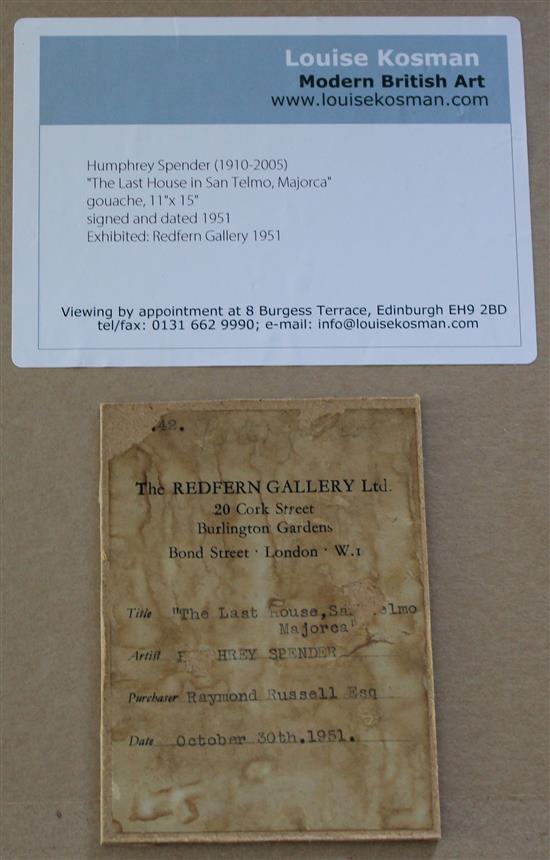 Louise Kosman
Modern British Art
www.louisekosman.com
Humphrey Spender (1910-2005)
"The Last House in San Telmo, Majorca"
gouache, 11"x 15"
signed and dated 1951
Exhibited: Redfern Gallery 1951
Viewing by appointment at 8 Burgess Terrace, Edinburgh EH9 2BD
tel/fax: 0131 662 9990; e-mail: info@louisekosman.com
.42.
The REDFERN GALLERY Ltd.
20 Cork Street
Burlington Gardens
Bond Street · London · W.1
Title "The Last House, San Telmo
Majorca"
Artist HUMPHREY SPENDER
Purchaser Raymond Russell Esq
Date October 30th.1951.